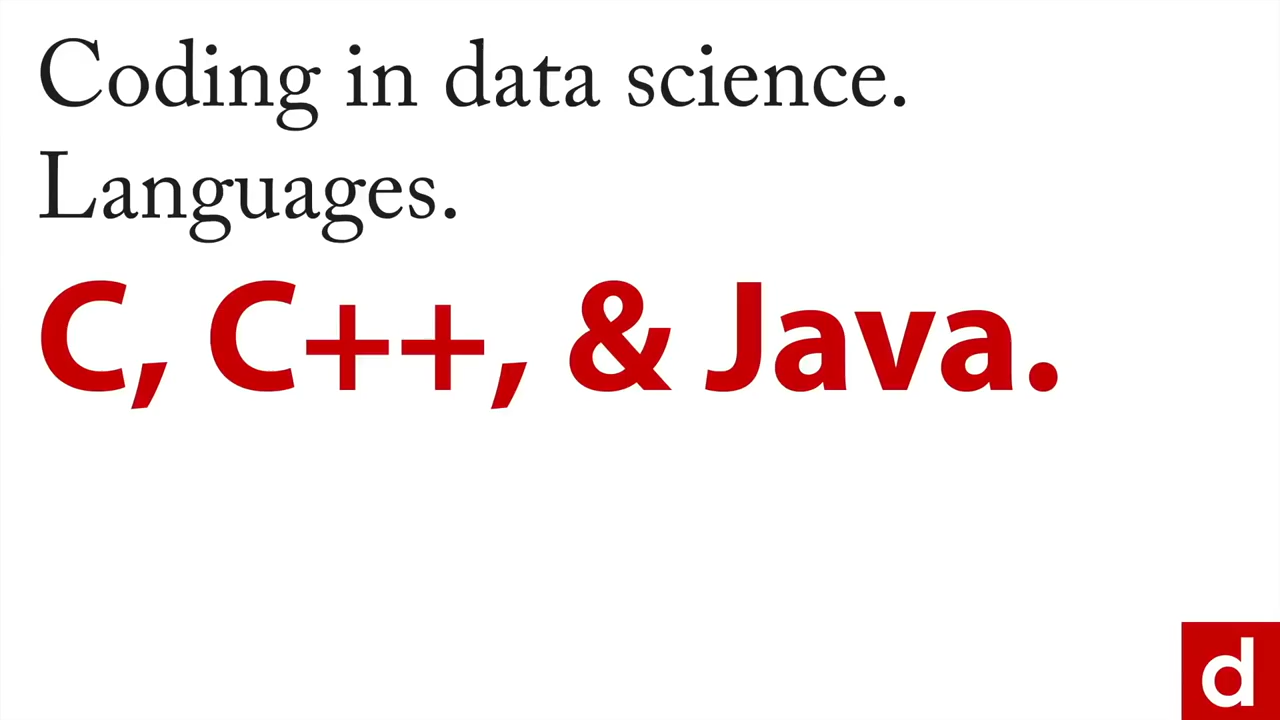 Coding in data science.
Languages.
C, C++, & Java.
d